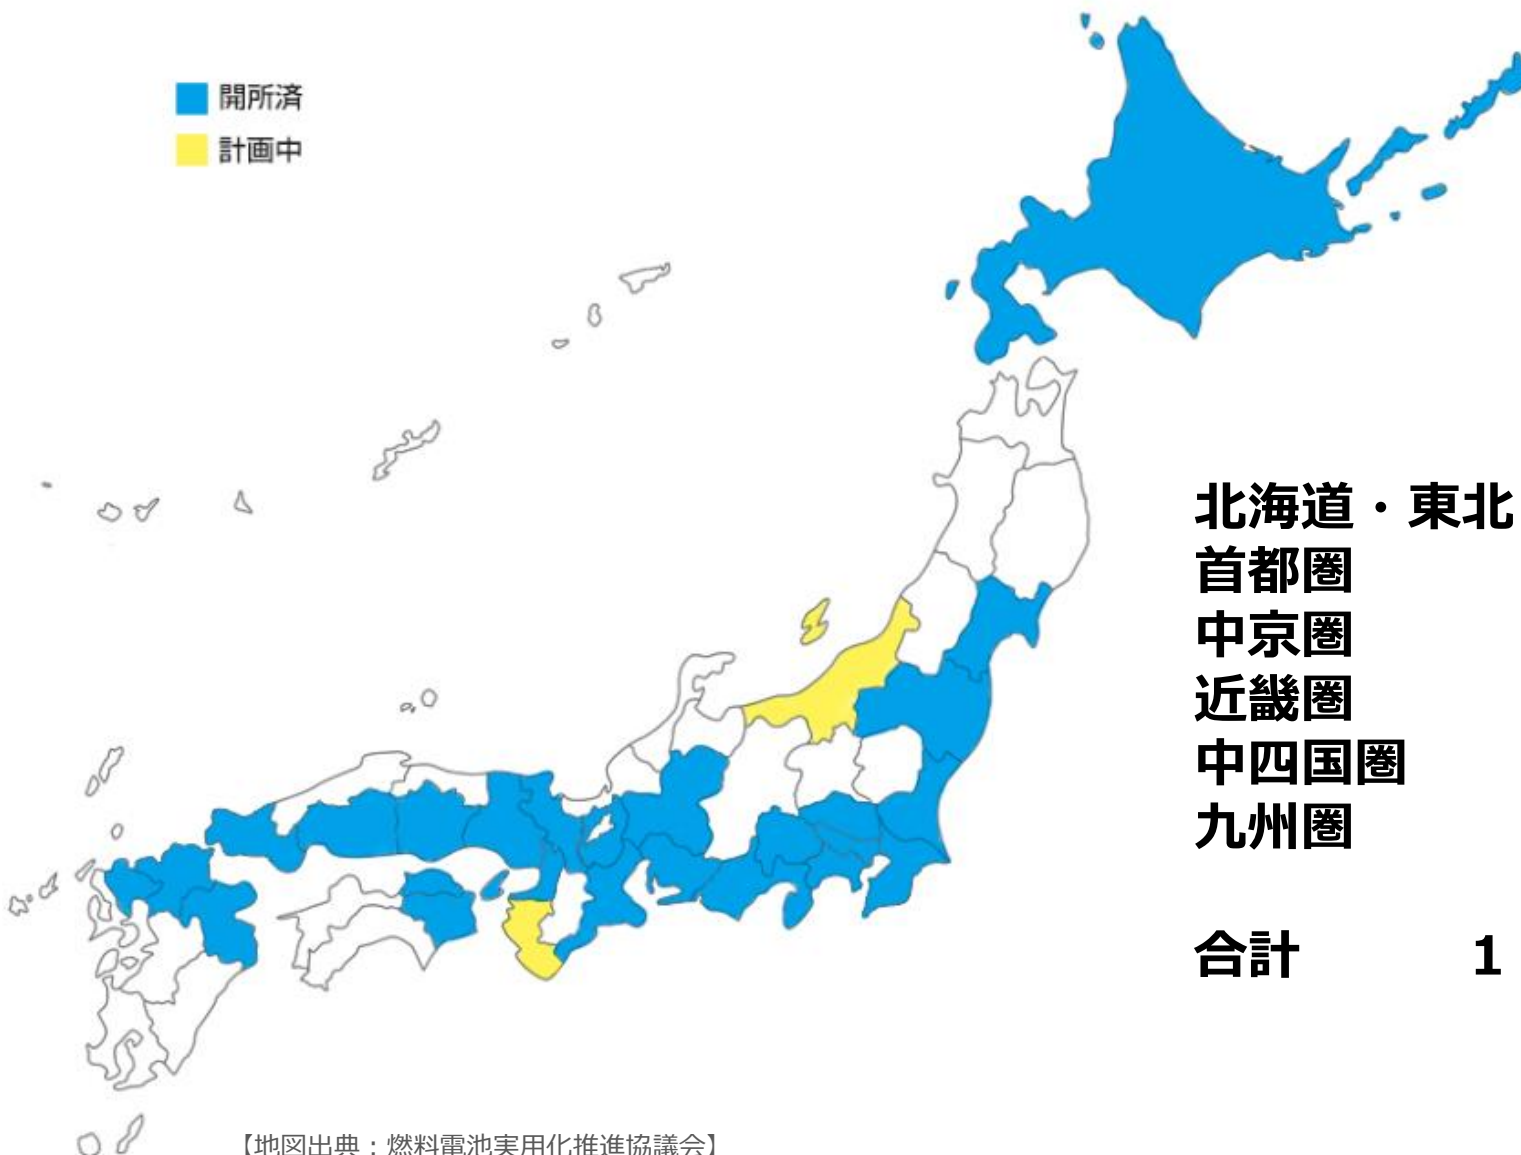 開所済
計画中
北海道・東北
首都圏
中京圏
近畿圏
中四国圏
九州圏
合計 1
【地図出典：燃料電池実用化推進協議会】